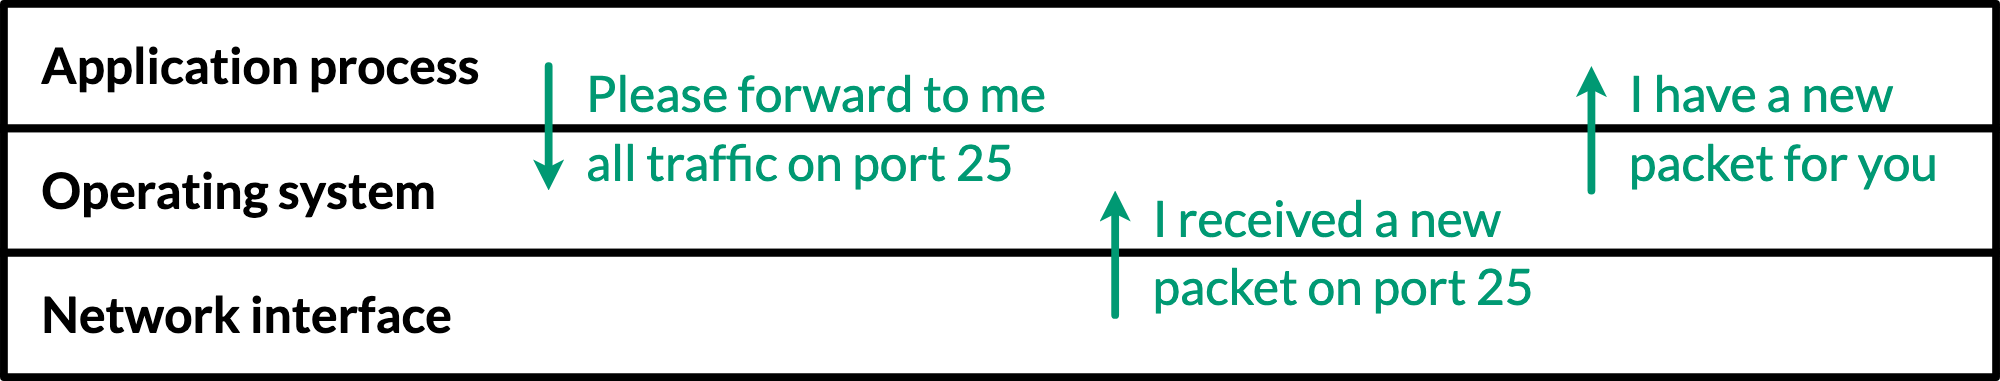 Application process
Please forward to me
all traffic on port 25
I have a new
packet for you
Operating system
I received a new
packet on port 25
Network interface